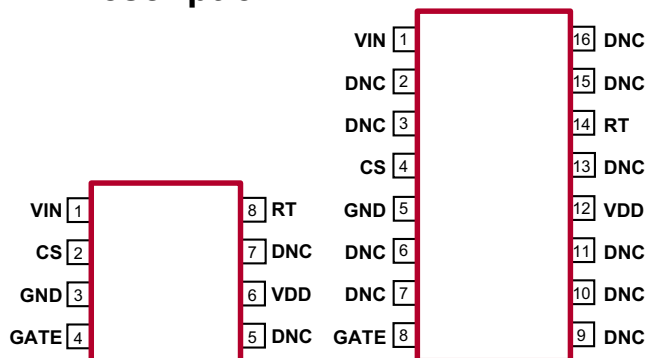 VIN 1 16 DNC
DNC 2 15 DNC
DNC 3 14 RT
CS 4 13 DNC
GND 5 12 VDD
DNC 6 11 DNC
DNC 7 10 DNC
GATE 8 9 DNC
VIN 1 8 RT
CS 2 7 DNC
GND 3 6 VDD
GATE 4 5 DNC